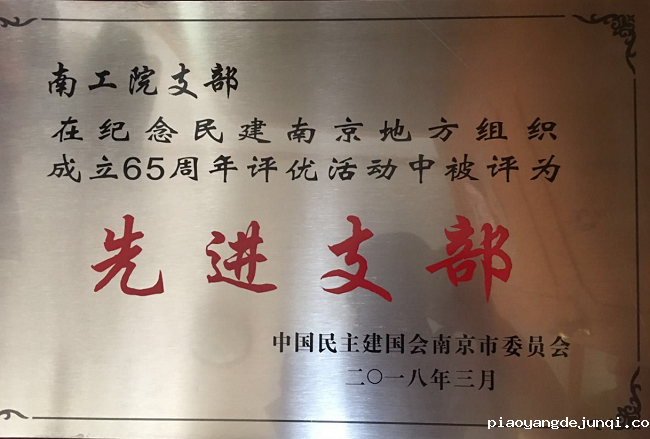 南工院支部
在纪念民建南京地方组织
成立65周年评优活动中被评为
先进支部
中国民主建国会南京市委员会
二〇一八年三月
piaoyangdejunqi.co